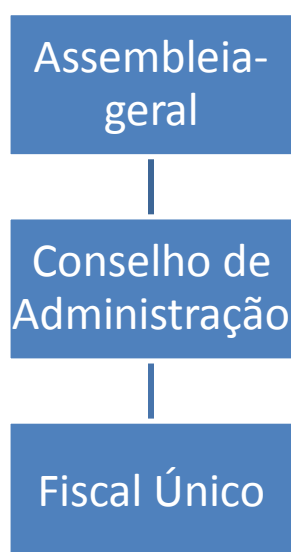 Assembleia-
geral
Conselho de
Administração
Fiscal Único